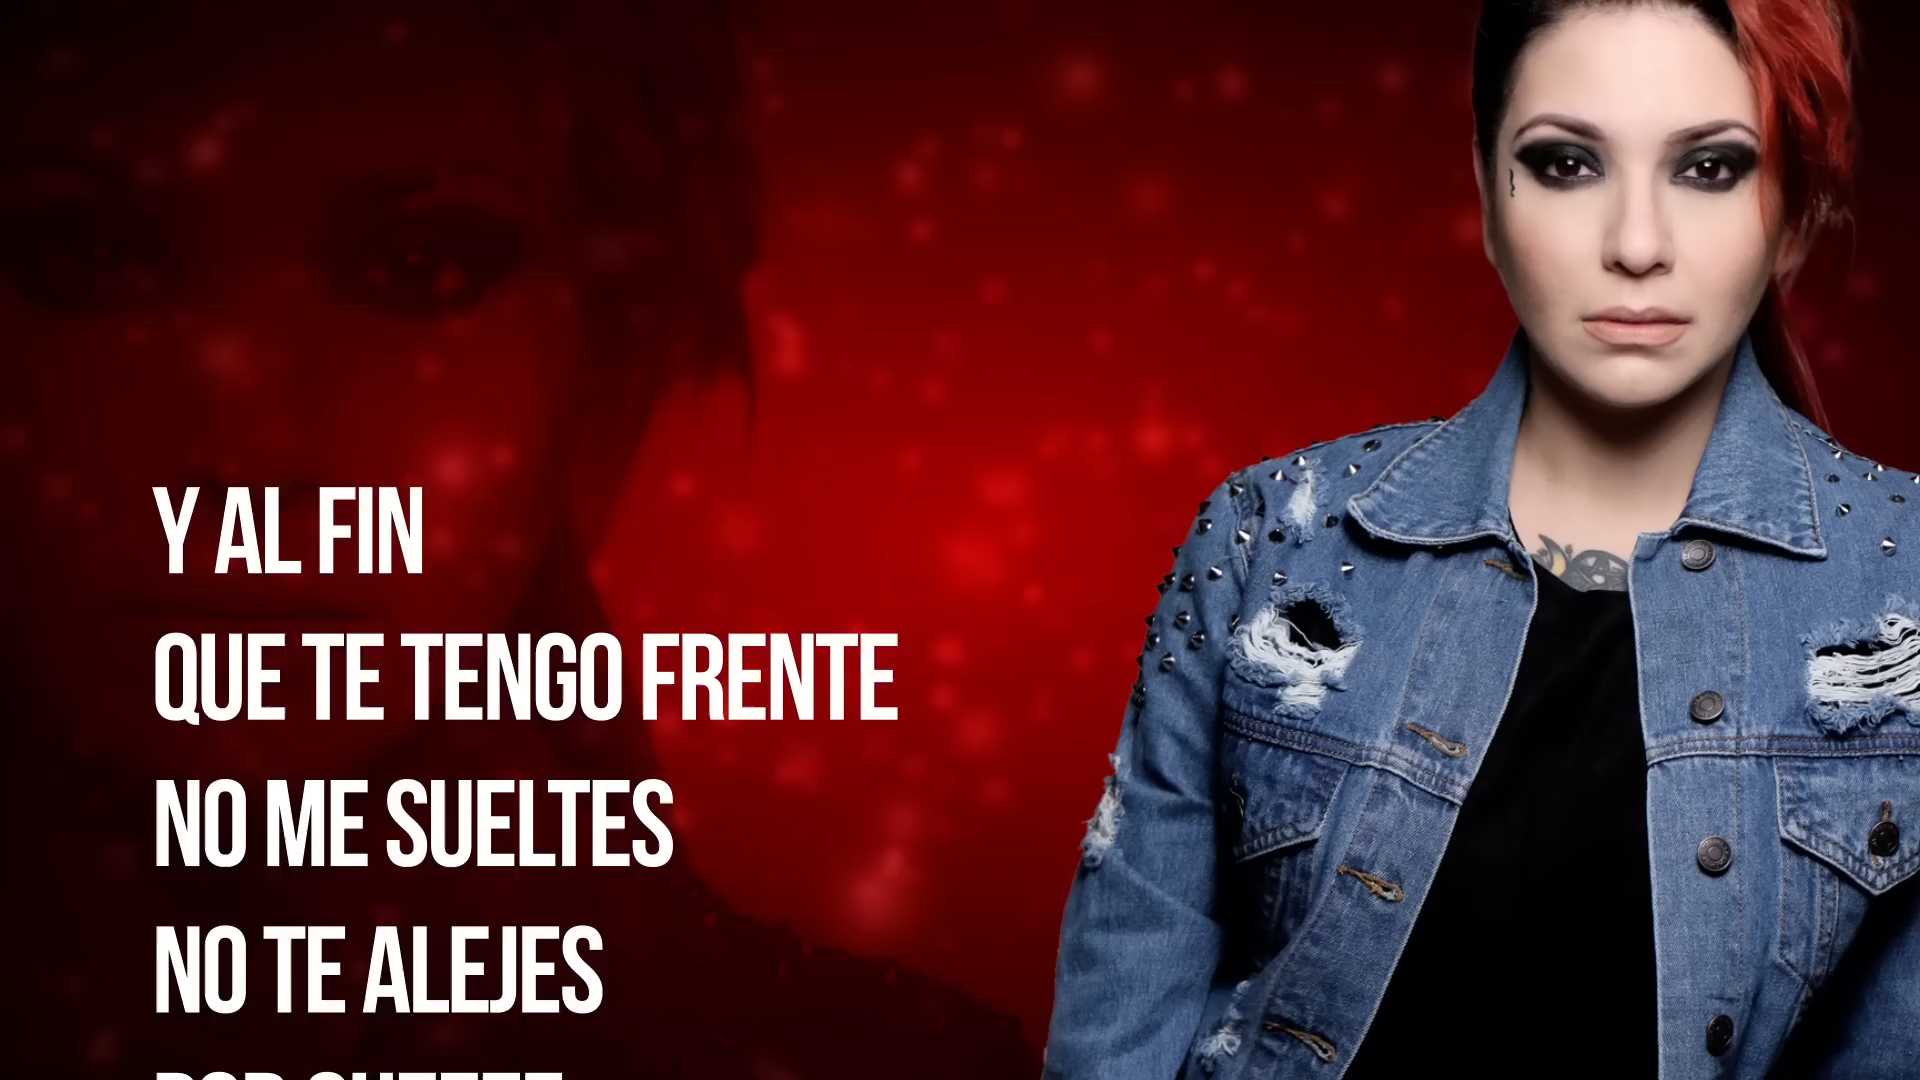 Y AL FIN
QUE TE TENGO FRENTE
NO ME SUELTES
NO TE ALEJES